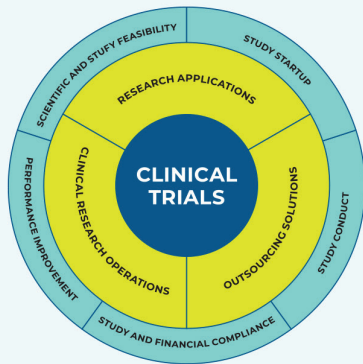 SCIENTIFIC AND STUFY FEASIBILITY
STUDY STARTUP
RESEARCH APPLICATIONS
CLINICAL
TRIALS
CLINICAL RESEARCH OPERATIONS
OUTSOURCING SOLUTIONS
PERFORMANCE IMPROVEMENT
STUDY CONDUCT
STUDY AND FINANCIAL COMPLIANCE